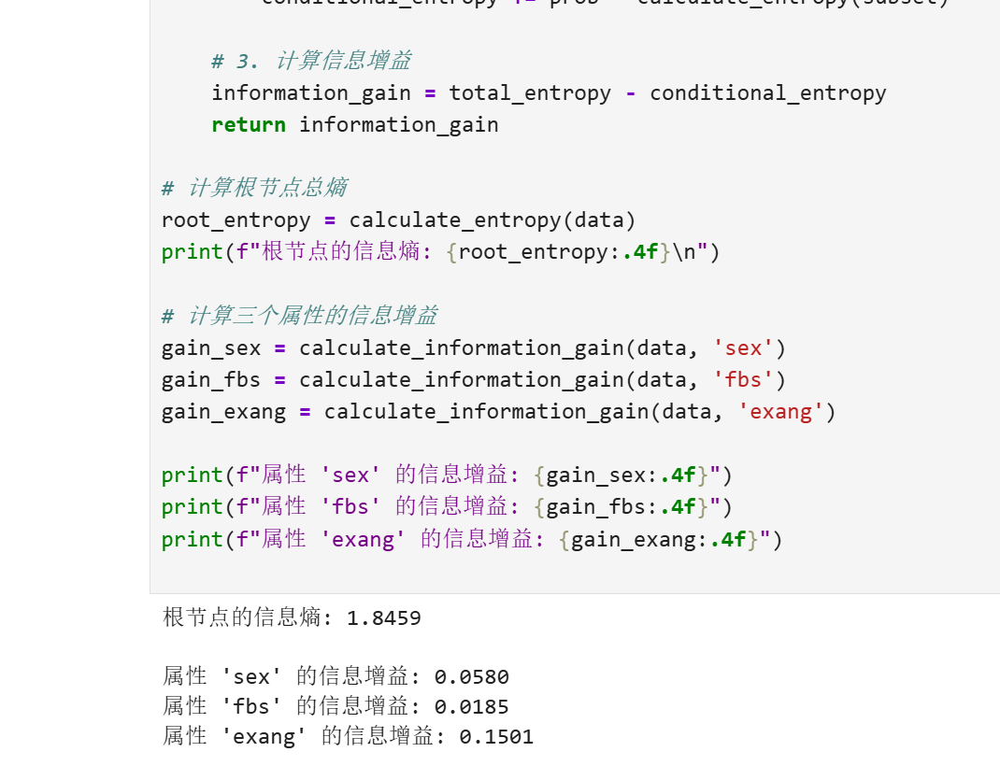 # 3. 计算信息增益
    information_gain = total_entropy - conditional_entropy
    return information_gain

# 计算根节点总熵
root_entropy = calculate_entropy(data)
print(f"根节点的信息熵: {root_entropy:.4f}\n")

# 计算三个属性的信息增益
gain_sex = calculate_information_gain(data, 'sex')
gain_fbs = calculate_information_gain(data, 'fbs')
gain_exang = calculate_information_gain(data, 'exang')

print(f"属性 'sex' 的信息增益: {gain_sex:.4f}")
print(f"属性 'fbs' 的信息增益: {gain_fbs:.4f}")
print(f"属性 'exang' 的信息增益: {gain_exang:.4f}")

根节点的信息熵: 1.8459

属性 'sex' 的信息增益: 0.0580
属性 'fbs' 的信息增益: 0.0185
属性 'exang' 的信息增益: 0.1501